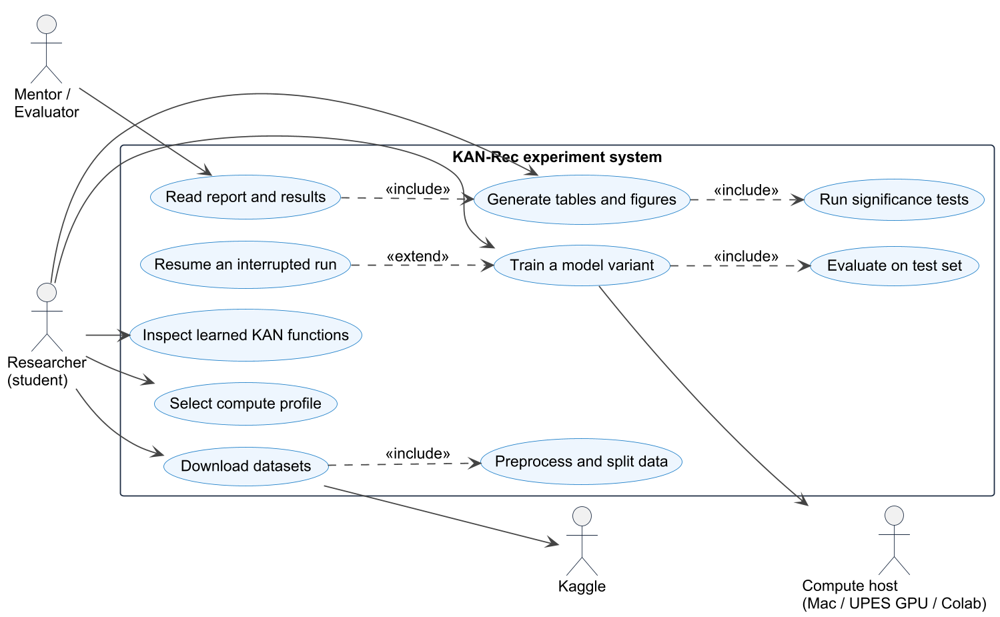 Mentor /
Evaluator
KAN-Rec experiment system
Read report and results
«include»
Generate tables and figures
«include»
Run significance tests
Resume an interrupted run
«extend»
Train a model variant
«include»
Evaluate on test set
Inspect learned KAN functions
Researcher
(student)
Select compute profile
Download datasets
«include»
Preprocess and split data
Kaggle
Compute host
(Mac / UPES GPU / Colab)